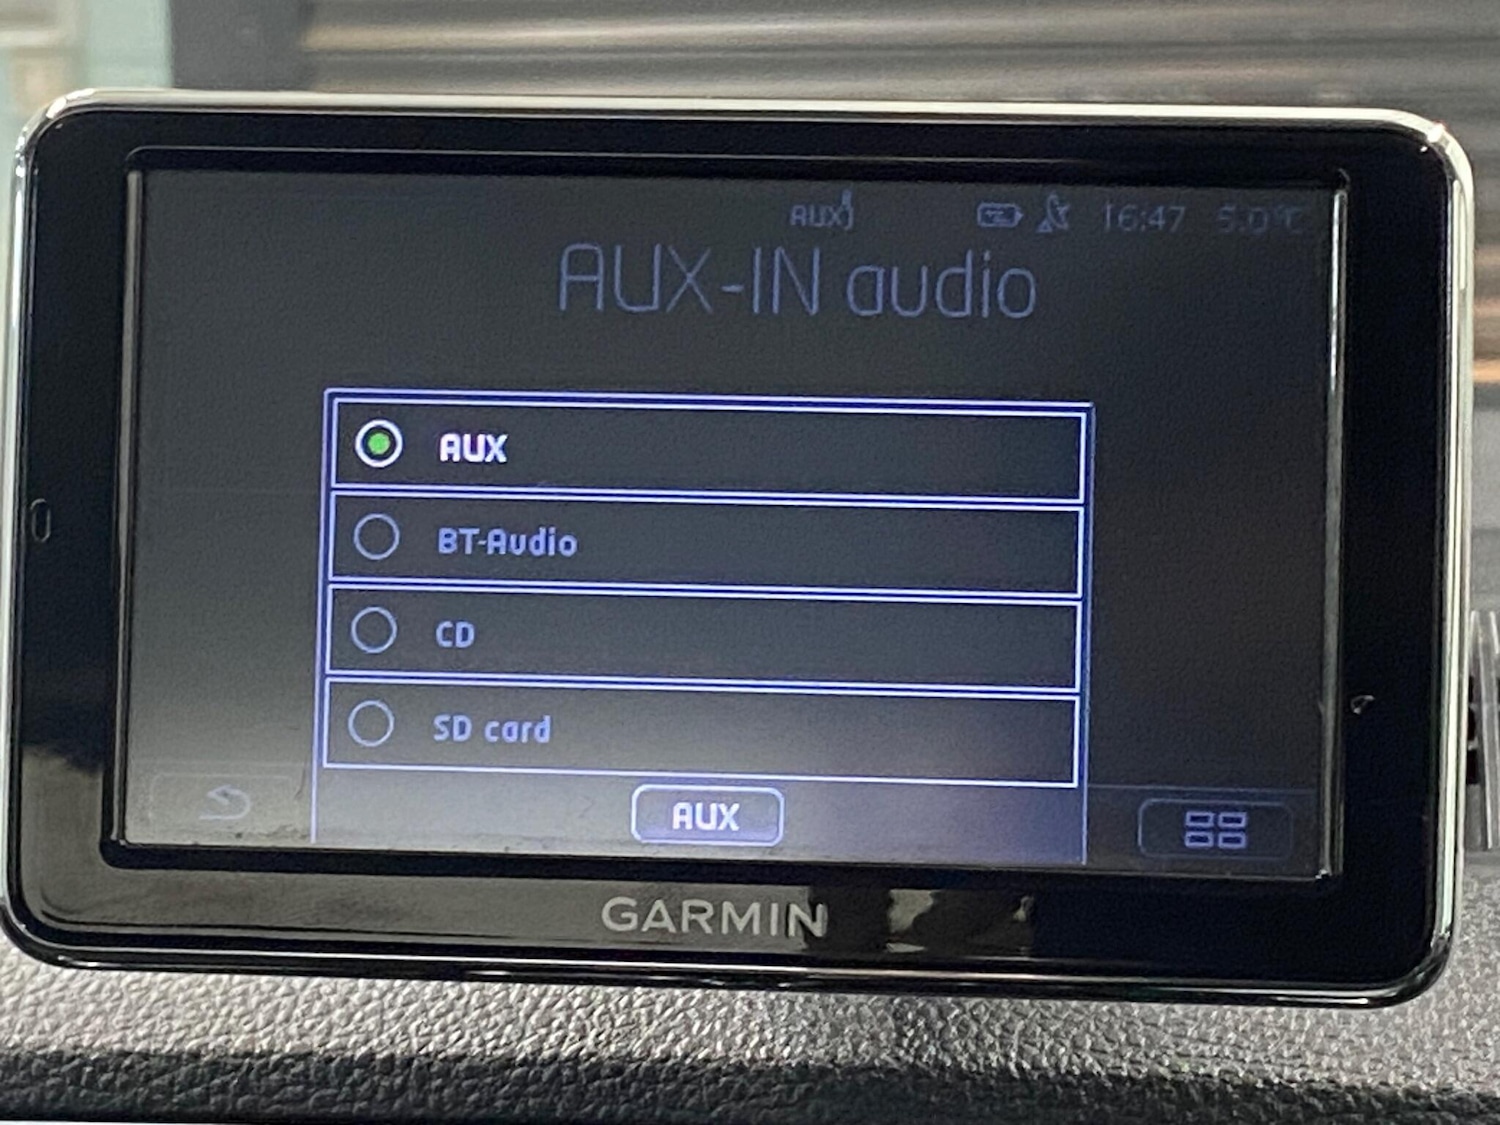 AUX 16:47 5.0°C
AUX-IN audio
AUX
BT-Audio
CD
SD card
AUX
GARMIN